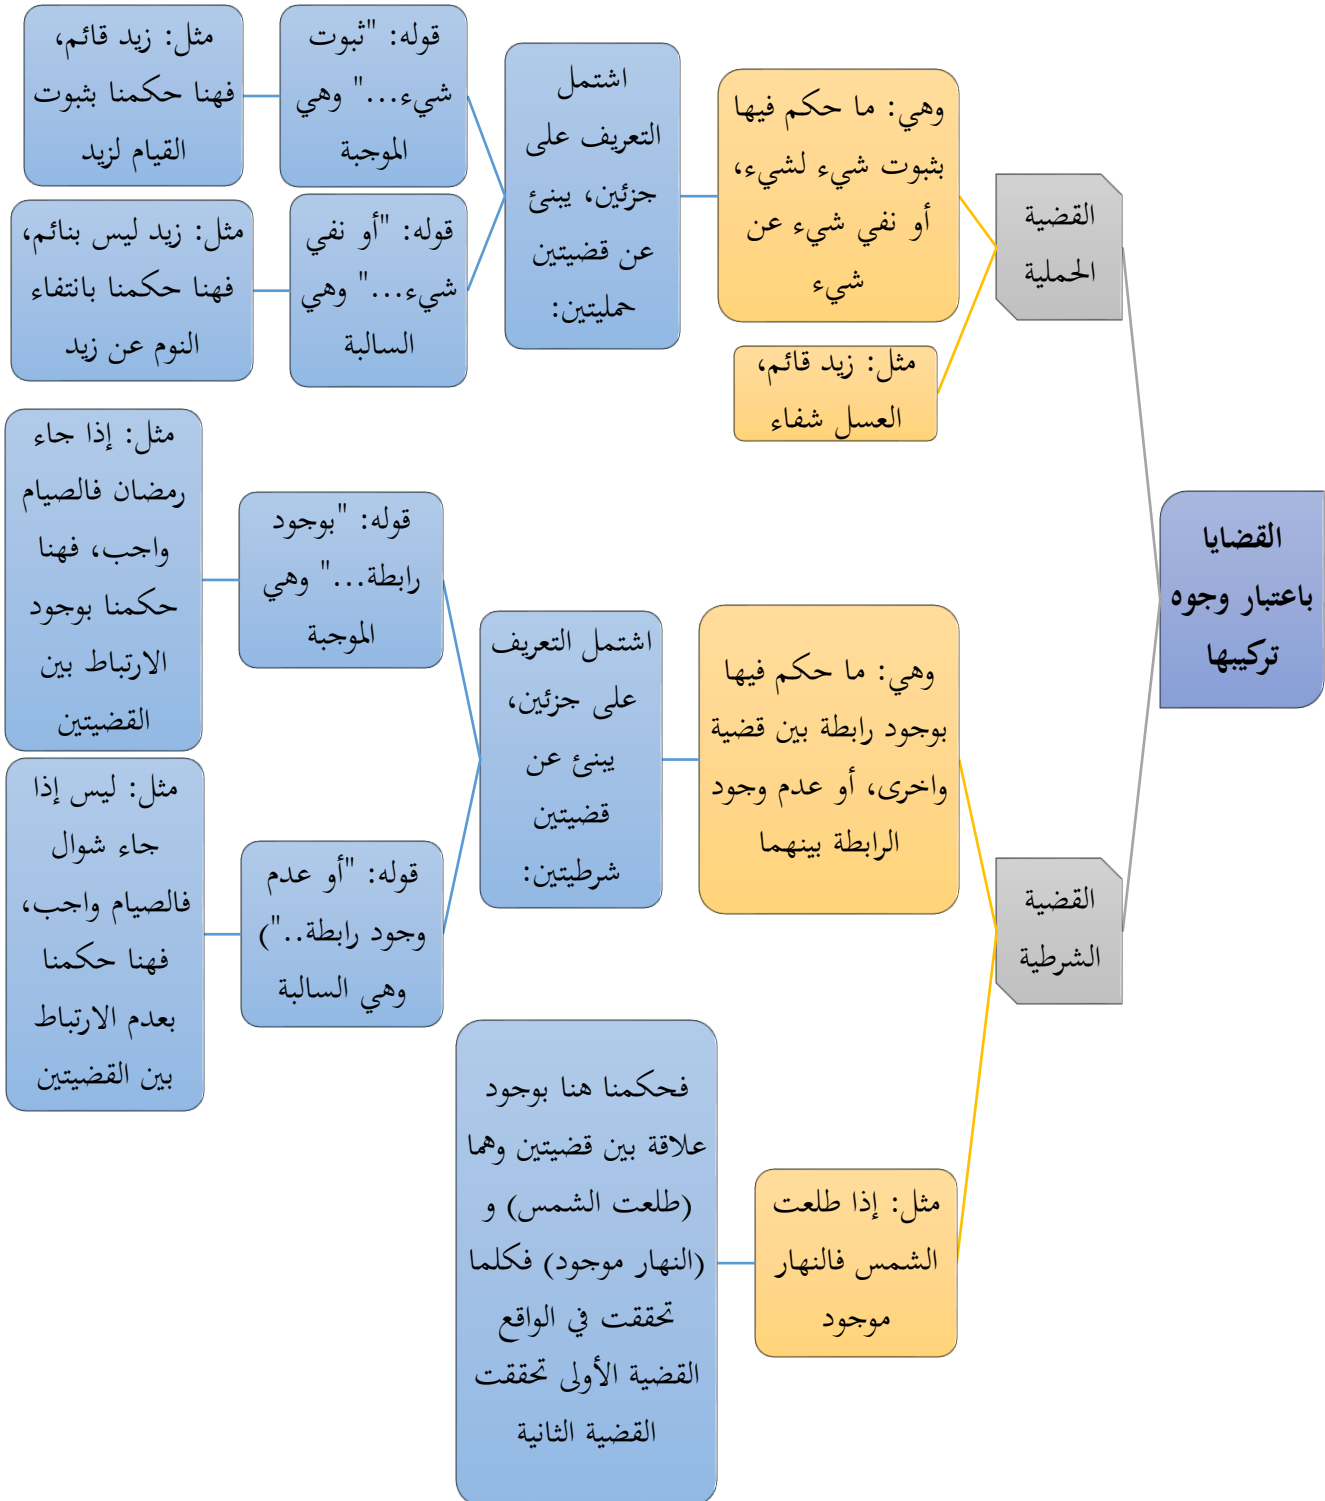 القضايا
باعتبار وجوه
تركيبها
القضية
الحملية
وهي: ما حكم فيها
بثبوت شيء لشيء،
أو نفي شيء عن
شيء
اشتمل
التعريف على
جزئين، يبنئ
عن قضيتين
حمليتين:
قوله: "ثبوت
شيء..." وهي
الموجبة
مثل: زيد قائم،
فهنا حكمنا بثبوت
القيام لزيد
قوله: "أو نفي
شيء..." وهي
السالبة
مثل: زيد ليس بنائم،
فهنا حكمنا بانتفاء
النوم عن زيد
مثل: زيد قائم،
العسل شفاء
القضية
الشرطية
وهي: ما حكم فيها
بوجود رابطة بين قضية
واخرى، أو عدم وجود
الرابطة بينهما
اشتمل التعريف
على جزئين،
يبنئ عن
قضيتين
شرطيتين:
قوله: "بوجود
رابطة..." وهي
الموجبة
مثل: إذا جاء
رمضان فالصيام
واجب، فهنا
حكمنا بوجود
الارتباط بين
القضيتين
قوله: "أو عدم
وجود رابطة..")
وهي السالبة
مثل: ليس إذا
جاء شوال
فالصيام واجب،
فهنا حكمنا
بعدم الارتباط
بين القضيتين
مثل: إذا طلعت
الشمس فالنهار
موجود
فحكمنا هنا بوجود
علاقة بين قضيتين وهما
(طلعت الشمس) و
(النهار موجود) فكلما
تحققت في الواقع
القضية الأولى تحققت
القضية الثانية